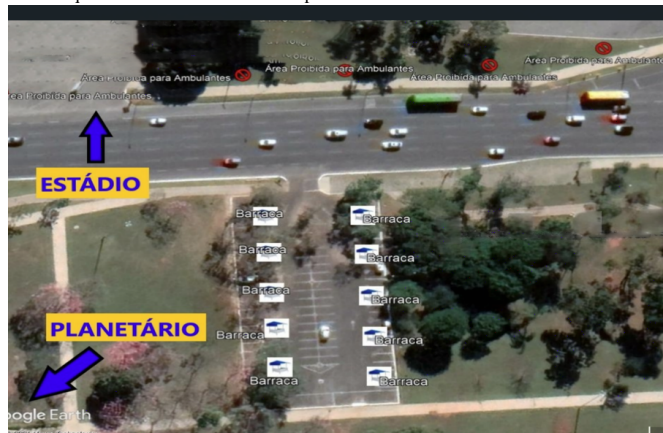 Área Proibida para Ambulantes
Área Proibida para Ambulantes
Área Proibida para Ambulantes
Área Proibida para Ambulantes
ea Proibida para Ambulantes
ESTÁDIO
Barraca
Barraca
Barraca
Barraca
Barraca
Barraca
Barraca
Barraca
Barraca
Barraca
PLANETÁRIO
oogle Earth